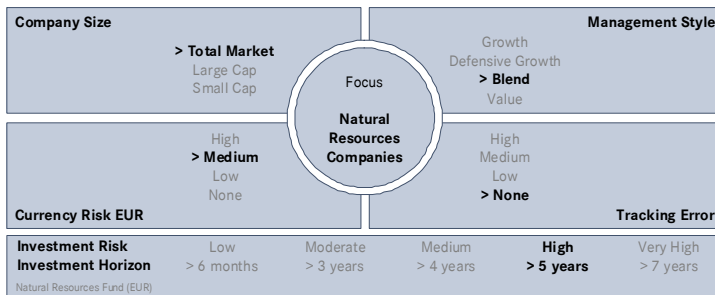 Company Size
> Total Market
Large Cap
Small Cap
Management Style
Growth
Defensive Growth
> Blend
Value
Focus
Natural
Resources
Companies
High
> Medium
Low
None
Currency Risk EUR
High
Medium
Low
> None
Tracking Error
Investment Risk Low Moderate Medium High Very High
Investment Horizon > 6 months > 3 years > 4 years > 5 years > 7 years
Natural Resources Fund (EUR)